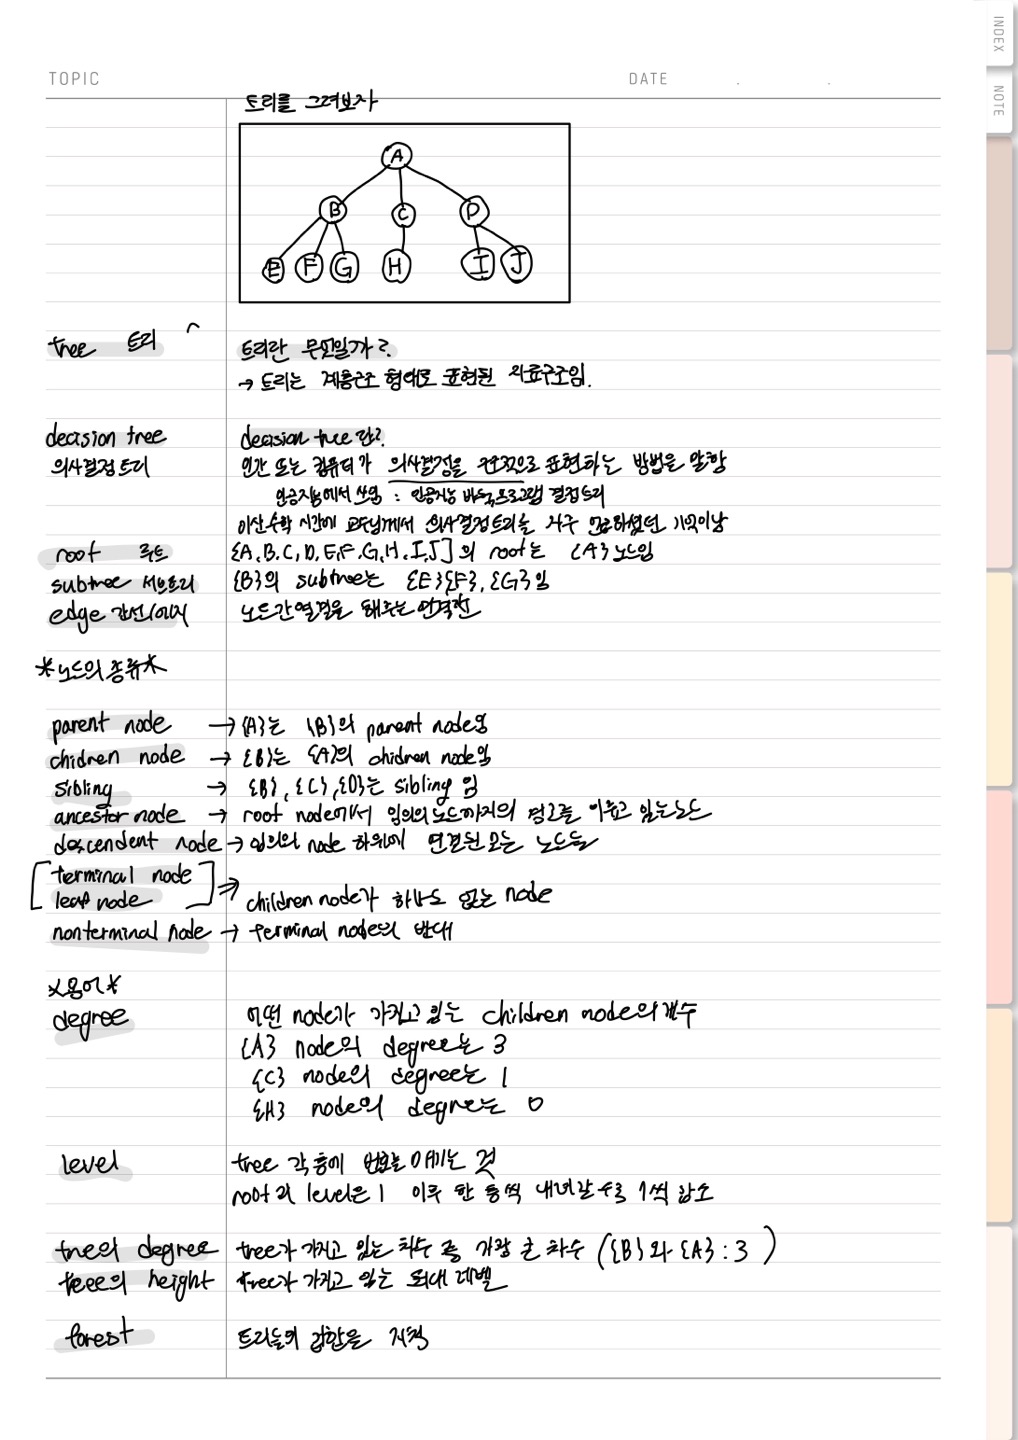 INDEX
NOTE
TOPIC
DATE . .
트리를 그려보자
A
B C D
E F G H I J
tree 트리 트리란 무엇일까?
→ 트리는 계층구조 형태로 표현된 자료구조임.
decision tree decision tree란?
의사결정트리 인간 또는 컴퓨터가 의사결정을 표현하는 방법을 말함
인공지능에서 쓰임 : 인공지능 바둑프로그램 결정트리
이산수학 시간에 교수님께서 의사결정트리를 자주 언급하셨던 기억이남
root 루트 {A,B,C,D,E,F,G,H,I,J}의 root는 {A}노드임
subtree 서브트리 {B}의 subtree는 {E}{F},{G}임
edge 간선/에지 노드간 연결을 해주는 연결선
*노드의 종류*
parent node → {A}는 {B}의 parent node임
chidren node → {B}는 {A}의 chidren node임
sibling → {B},{C},{D}는 sibling 임
ancestor node → root node에서 임의의 노드까지의 경로를 이루고 있는 노드
descendent node → 임의의 node 하위에 연결된 모든 노드들
[terminal node
leaf node] → children node가 하나도 없는 node
nonterminal node → terminal node의 반대
*용어*
degree 어떤 node가 가지고 있는 children node의 개수
{A} node의 degree는 3
{C} node의 degree는 1
{H} node의 degree는 0
level tree 각 층에 번호를 매기는 것
root의 level은 1 이후 한 층씩 내려갈수록 1씩 감소
tree의 degree tree가 가지고 있는 차수 중 가장 큰 차수 ({B}와 {A} : 3)
teee의 height tree가 가지고 있는 최대 레벨
forest 트리들의 집합을 지칭